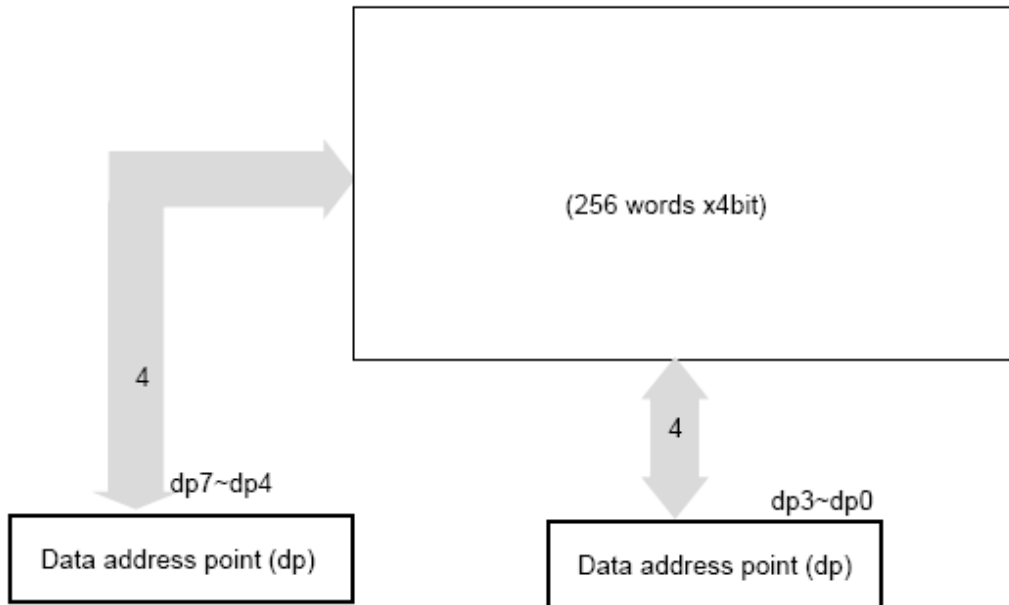 (256 words x4bit)
4
4
dp7~dp4
dp3~dp0
Data address point (dp)
Data address point (dp)